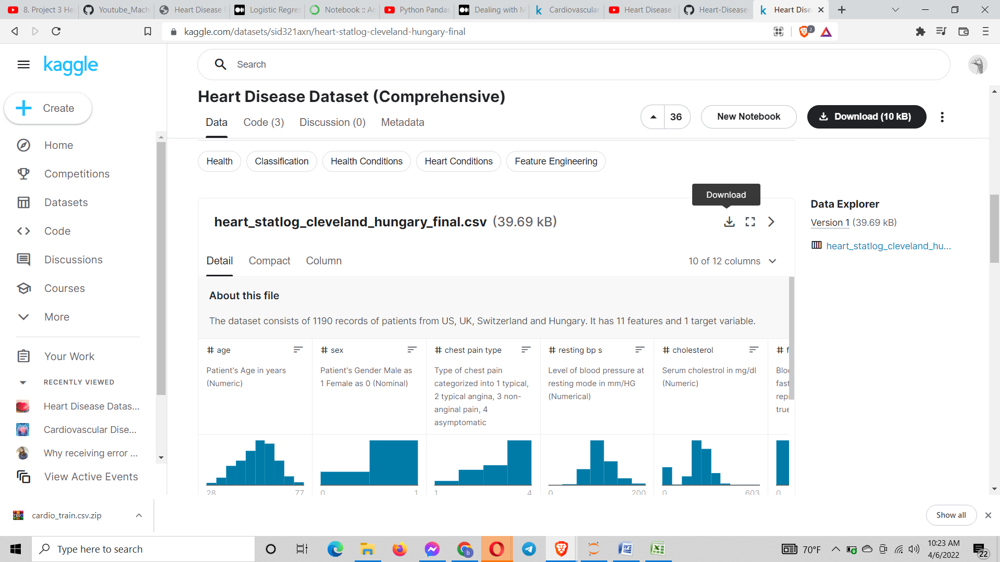 8. Project 3 He
Youtube_Mach
Heart Disease P
Logistic Regres
Notebook :: An
Python Pandas
Dealing with M
Cardiovascular
Heart Disease
Heart-Disease-
Heart Dise
kaggle.com/datasets/sid321axn/heart-statlog-cleveland-hungary-final
2
kaggle
Search
Create
Heart Disease Dataset (Comprehensive)
Data
Code (3)
Discussion (0)
Metadata
36
New Notebook
Download (10 kB)
Home
Competitions
Datasets
Code
Discussions
Courses
More
Your Work
RECENTLY VIEWED
Heart Disease Datas...
Cardiovascular Dise...
Why receiving error ...
View Active Events
Health
Classification
Health Conditions
Heart Conditions
Feature Engineering
Download
heart_statlog_cleveland_hungary_final.csv (39.69 kB)
Detail
Compact
Column
10 of 12 columns
About this file
The dataset consists of 1190 records of patients from US, UK, Switzerland and Hungary. It has 11 features and 1 target variable.
# age
Patient's Age in years
(Numeric)
28
77
# sex
Patient's Gender Male as
1 Female as 0 (Nominal)
0
1
# chest pain type
Type of chest pain
categorized into 1 typical,
2 typical angina, 3 non-
anginal pain, 4
asymptomatic
1
4
# resting bp s
Level of blood pressure at
resting mode in mm/HG
(Numerical)
0
200
# cholesterol
Serum cholestrol in mg/dl
(Numeric)
0
603
# f
Bloo
fast
repr
true
0
Data Explorer
Version 1 (39.69 kB)
heart_statlog_cleveland_hu...
cardio_train.csv.zip
Show all
Type here to search
b
70°F
10:23 AM
4/6/2022
22